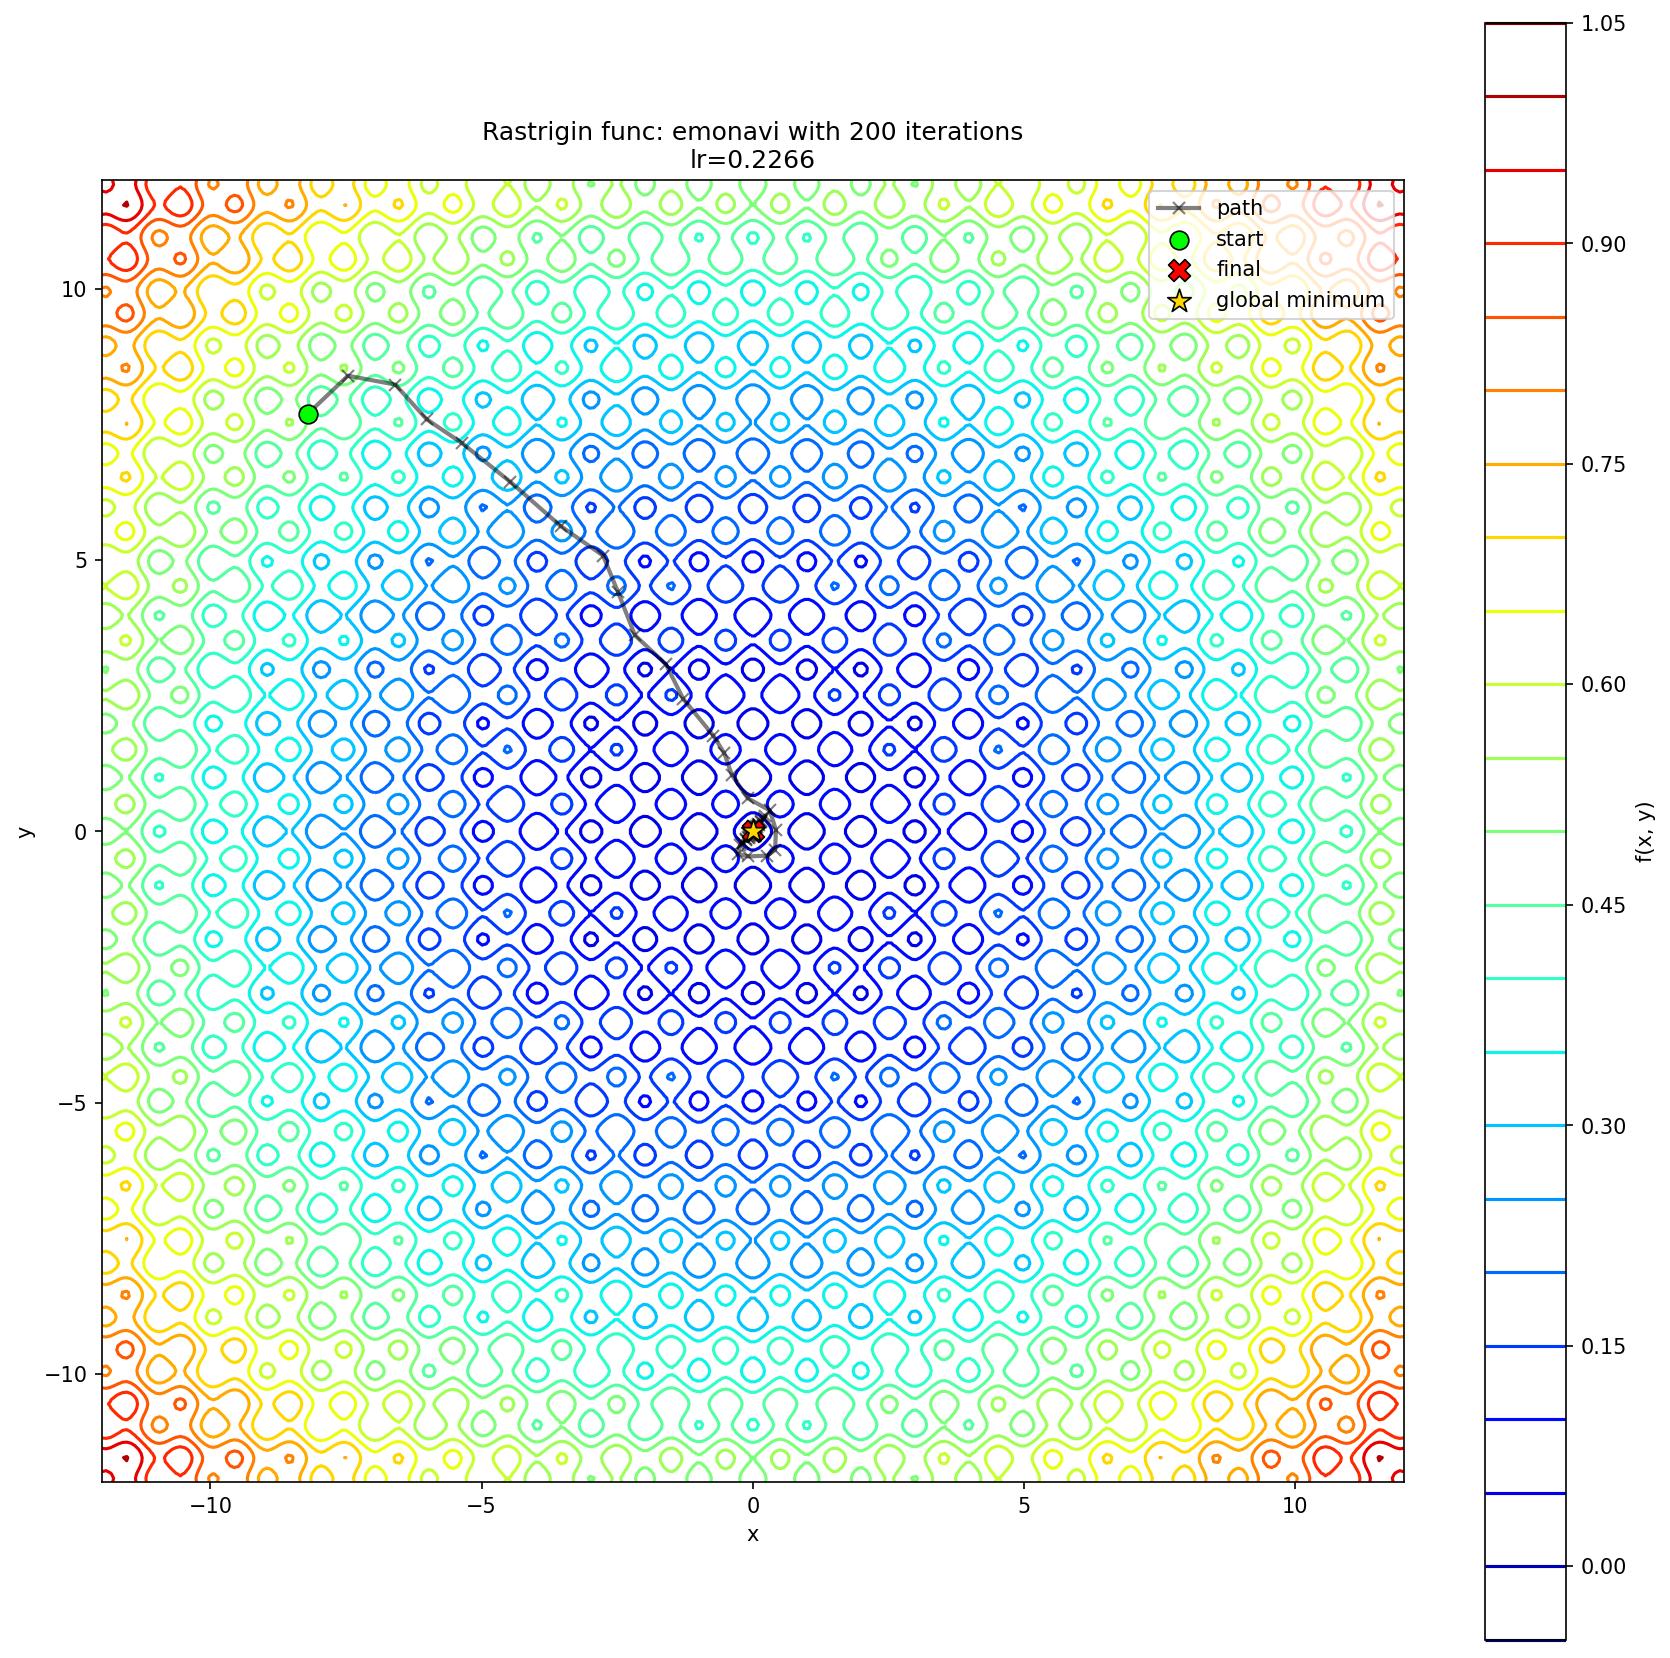 Rastrigin func: emonavi with 200 iterations
lr=0.2266
path
start
final
global minimum
10
5
0
−5
−10
y
−10
−5
0
5
10
x
1.05
0.90
0.75
0.60
0.45
0.30
0.15
0.00
f(x, y)